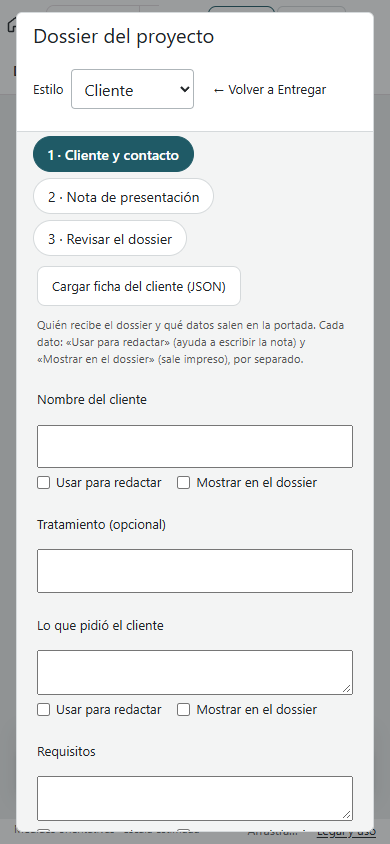 Dossier del proyecto
Estilo Cliente ← Volver a Entregar
1 · Cliente y contacto
2 · Nota de presentación
3 · Revisar el dossier
Cargar ficha del cliente (JSON)
Quién recibe el dossier y qué datos salen en la portada. Cada
dato: «Usar para redactar» (ayuda a escribir la nota) y
«Mostrar en el dossier» (sale impreso), por separado.
Nombre del cliente
Usar para redactar Mostrar en el dossier
Tratamiento (opcional)
Lo que pidió el cliente
Usar para redactar Mostrar en el dossier
Requisitos
Legal y uso